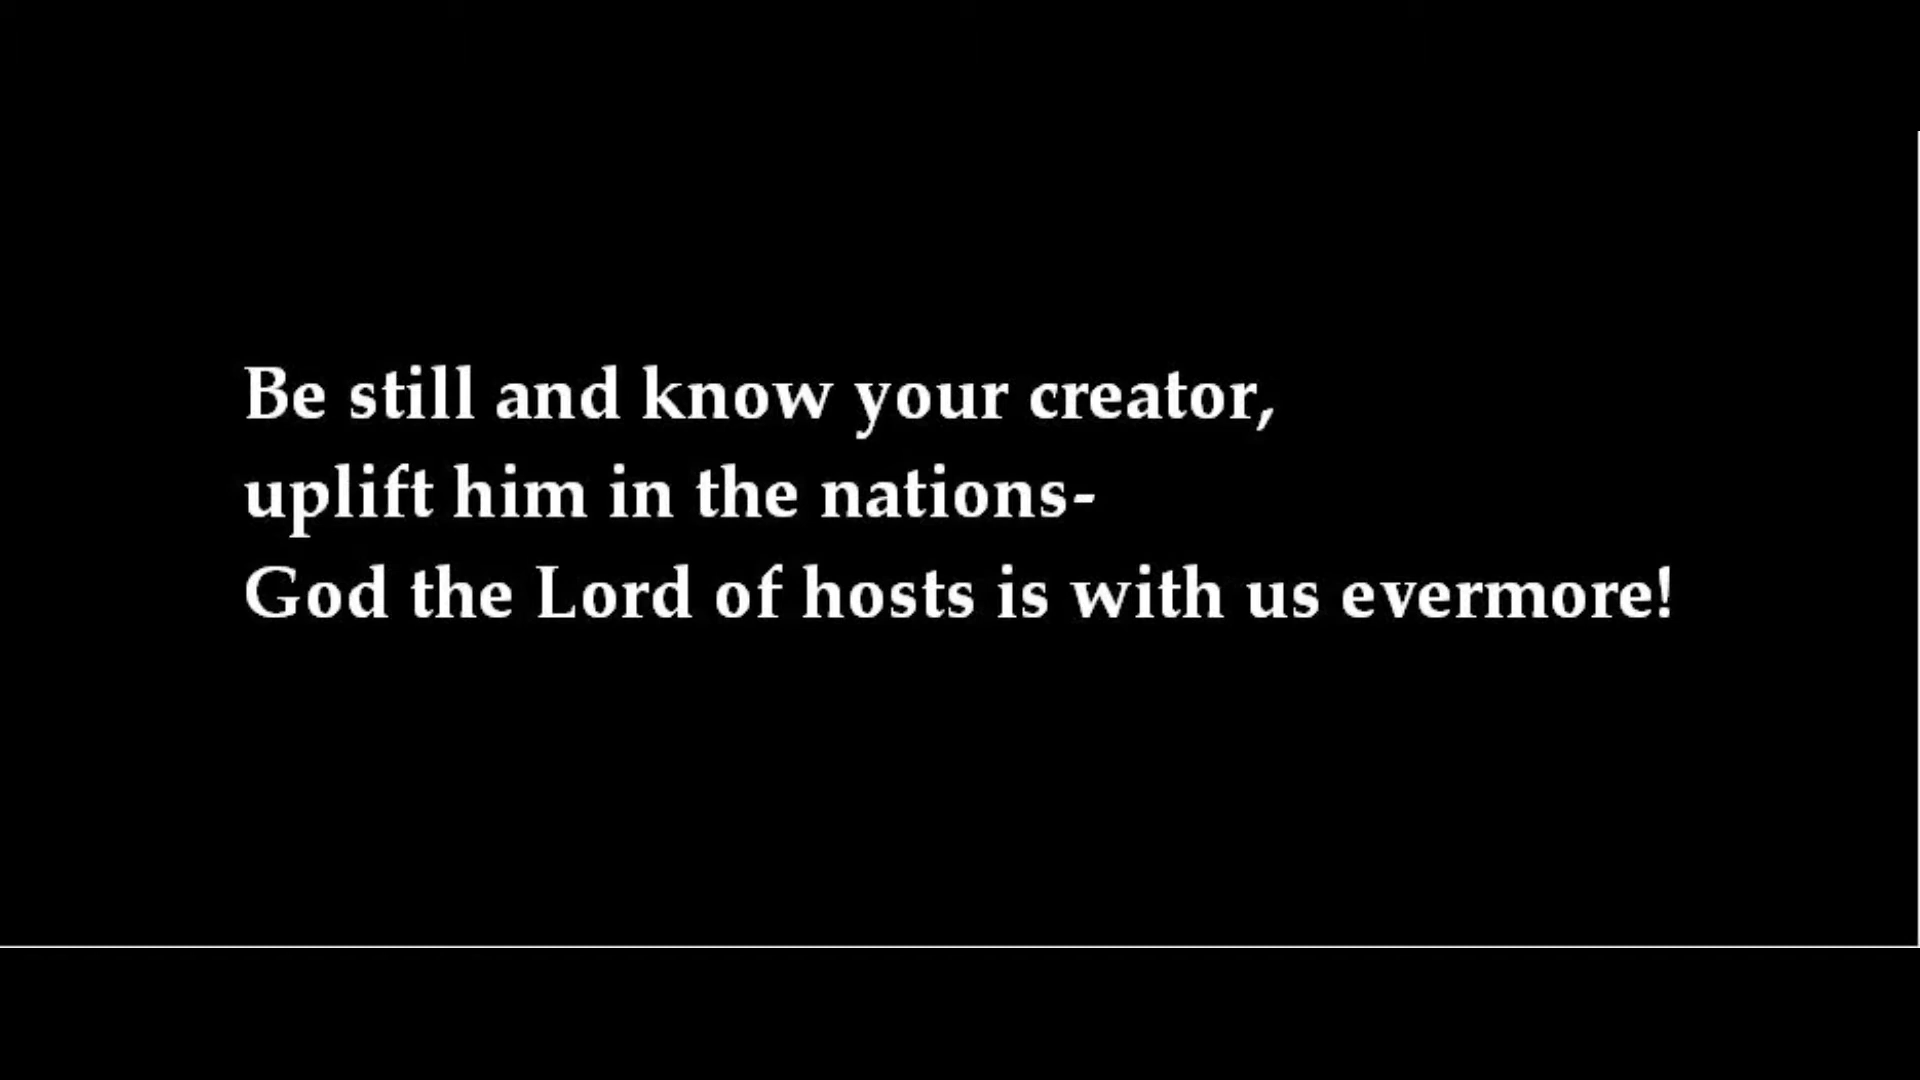 Be still and know your creator,
uplift him in the nations-
God the Lord of hosts is with us evermore!